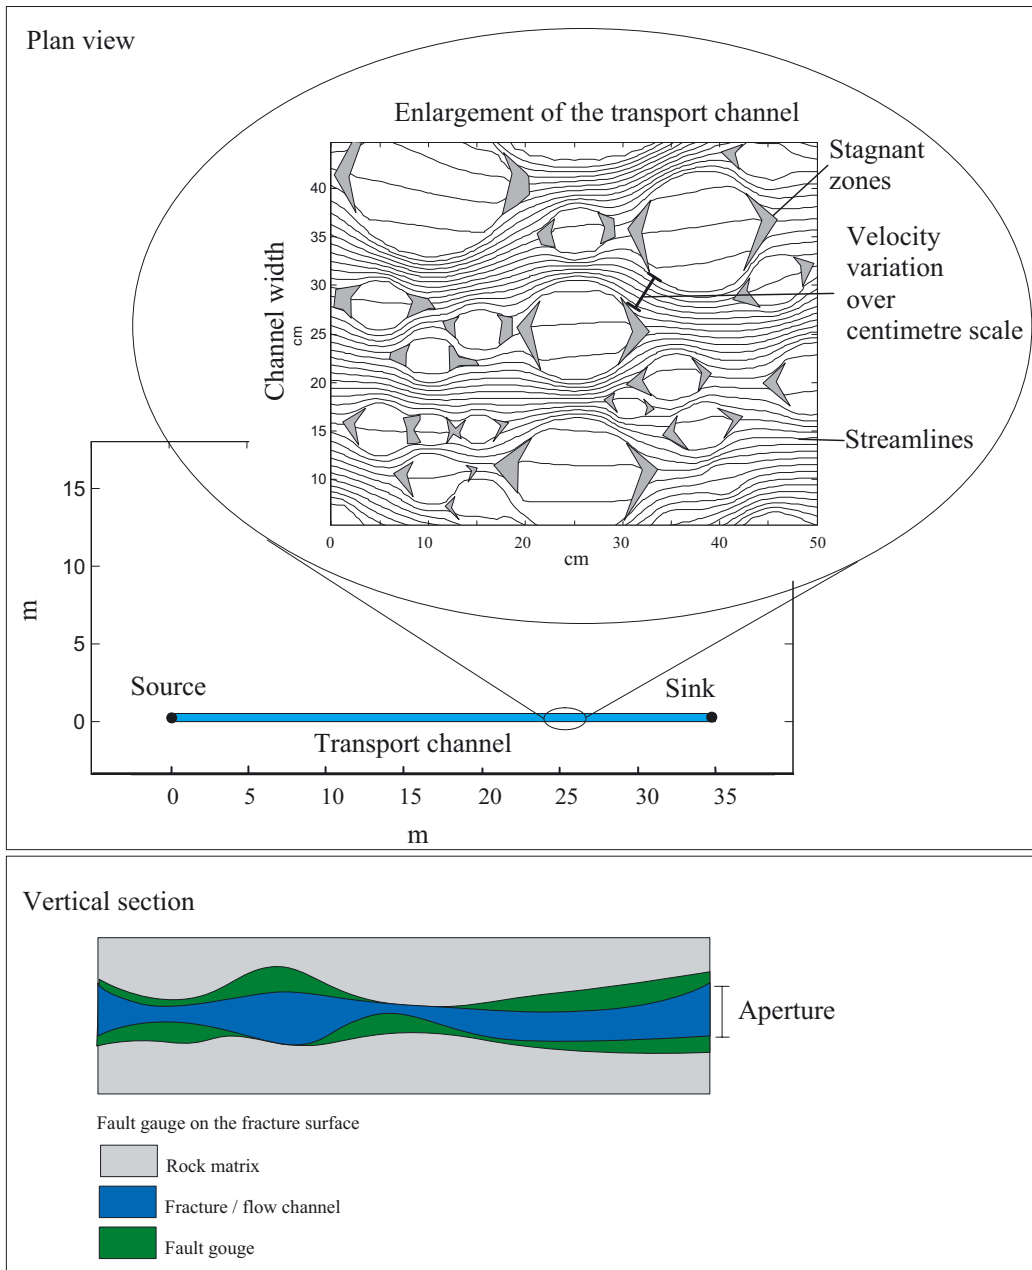 Plan view
Enlargement of the transport channel
Stagnant
zones
Velocity
variation
over
centimetre scale
Streamlines
Channel width
cm
40
35
30
25
20
15
10
0 10 20 30 40 50
cm
15
10
5
0
m
Source
Sink
Transport channel
0 5 10 15 20 25 30 35
m
Vertical section
Aperture
Fault gauge on the fracture surface
Rock matrix
Fracture / flow channel
Fault gouge